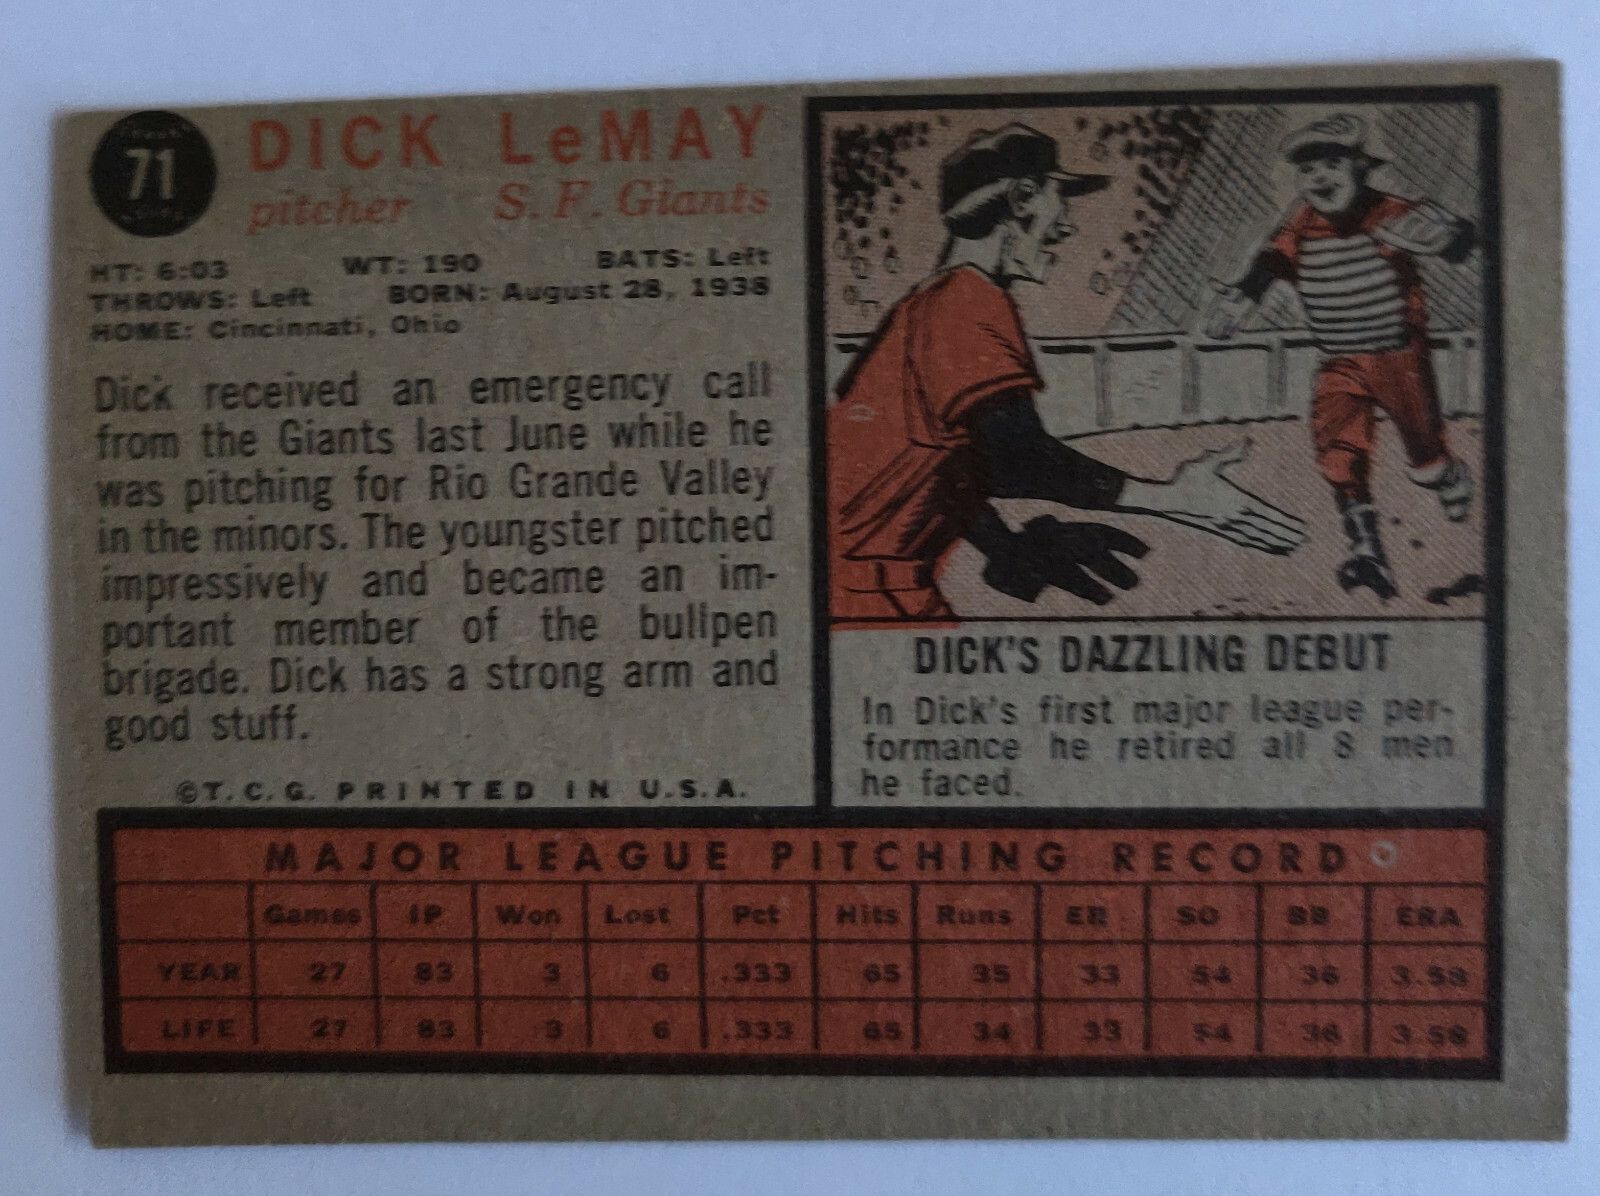 71
DICK LeMAY
pitcher S. F. Giants
HT: 6:03 WT: 190 BATS: Left
THROWS: Left BORN: August 28, 1938
HOME: Cincinnati, Ohio
Dick received an emergency call
from the Giants last June while he
was pitching for Rio Grande Valley
in the minors. The youngster pitched
impressively and became an im-
portant member of the bullpen
brigade. Dick has a strong arm and
good stuff.
©T.C.G. PRINTED IN U.S.A.
DICK'S DAZZLING DEBUT
In Dick's first major league per-
formance he retired all 8 men
he faced.
MAJOR LEAGUE PITCHING RECORD
Games IP Won Lost Pct Hits Runs ER SO BB ERA
YEAR 27 83 3 6 .333 65 35 33 54 36 3.58
LIFE 27 83 3 6 .333 65 34 33 54 36 3.58